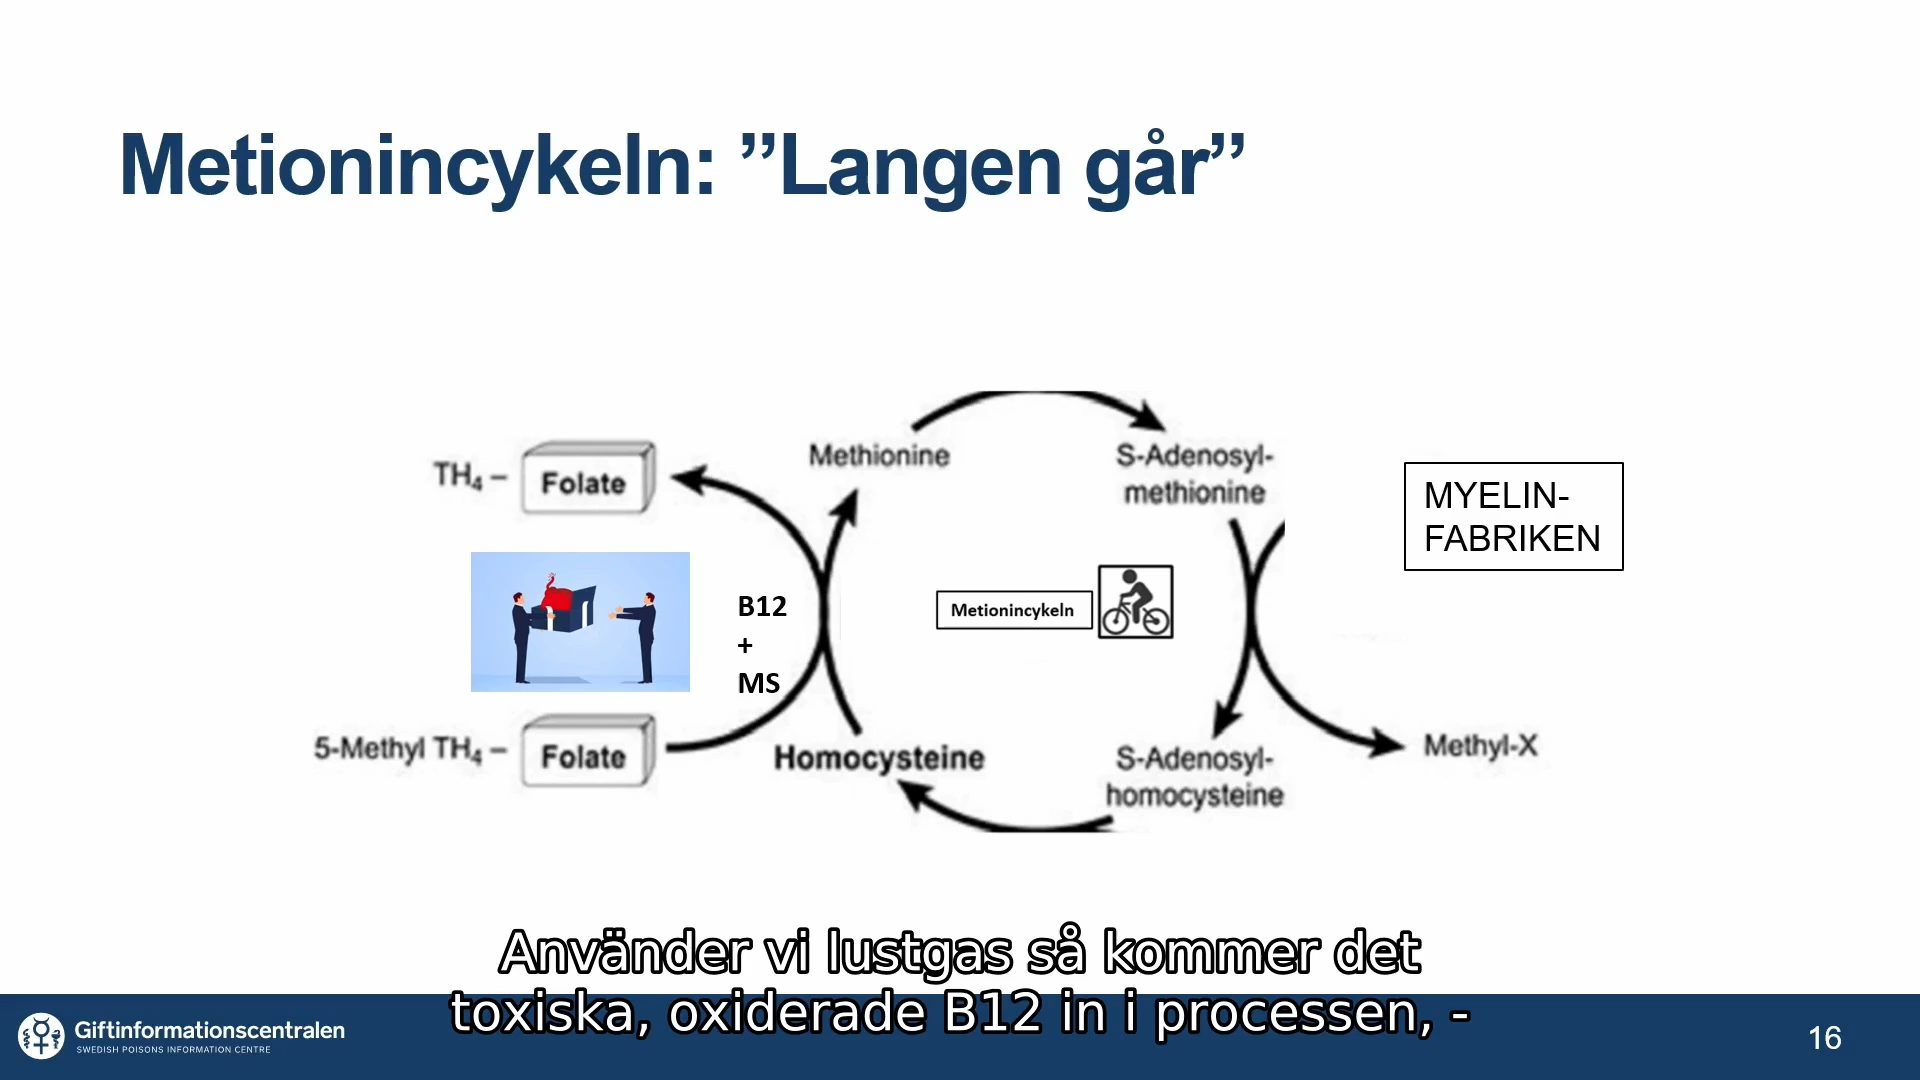 Metionincykeln: ”Langen går”
Methionine
S-Adenosyl-
methionine
TH₄ –
Folate
MYELIN-
FABRIKEN
B12
+
MS
Metionincykeln
5-Methyl TH₄ –
Folate
Homocysteine
S-Adenosyl-
homocysteine
Methyl-X
Använder vi lustgas så kommer det
toxiska, oxiderade B12 in i processen, -
Giftinformationscentralen
SWEDISH POISONS INFORMATION CENTRE
16